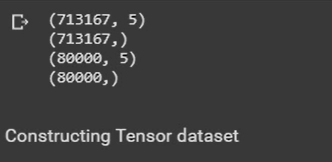 (713167, 5)
(713167,)
(80000, 5)
(80000,)
Constructing Tensor dataset